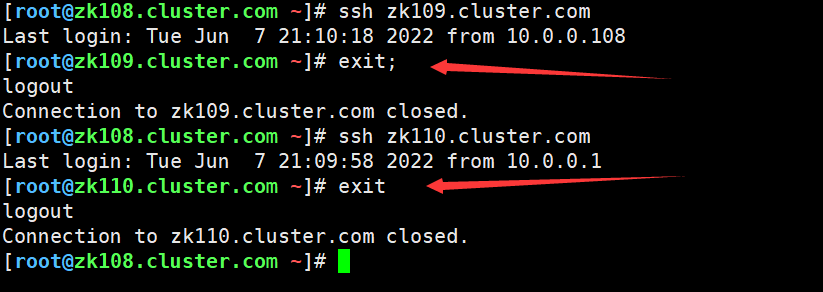 [root@zk108.cluster.com ~]# ssh zk109.cluster.com
Last login: Tue Jun  7 21:10:18 2022 from 10.0.0.108
[root@zk109.cluster.com ~]# exit;
logout
Connection to zk109.cluster.com closed.
[root@zk108.cluster.com ~]# ssh zk110.cluster.com
Last login: Tue Jun  7 21:09:58 2022 from 10.0.0.1
[root@zk110.cluster.com ~]# exit
logout
Connection to zk110.cluster.com closed.
[root@zk108.cluster.com ~]#